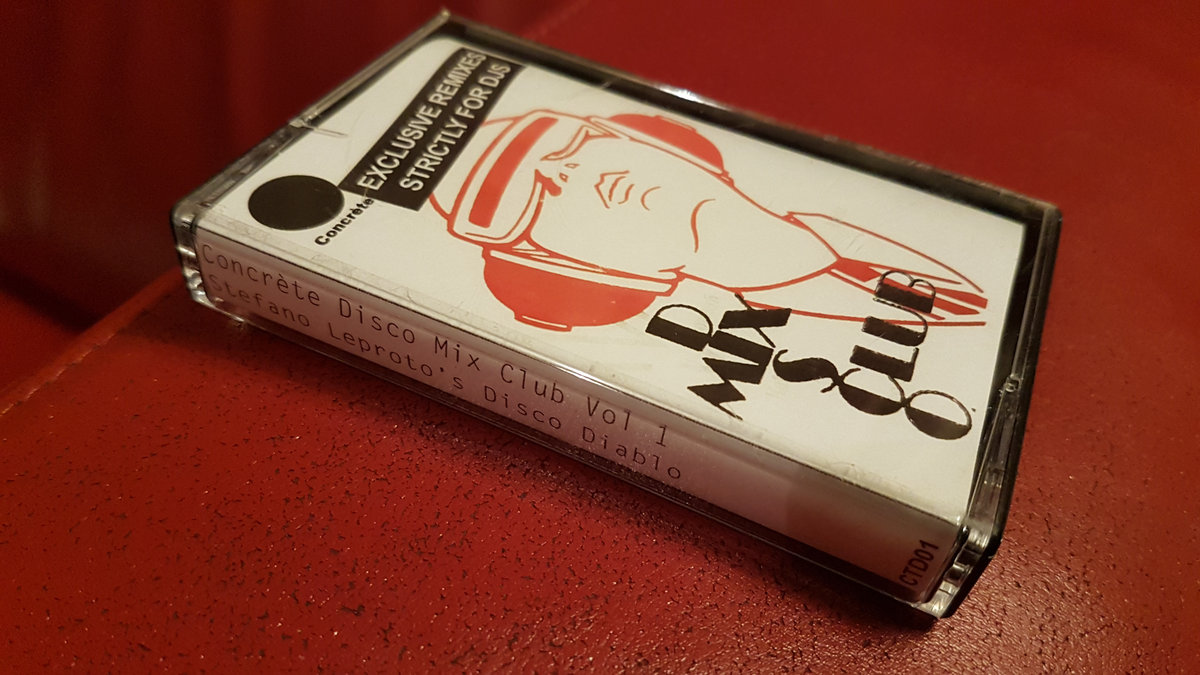 EXCLUSIVE REMIXES
STRICTLY FOR DJS
Concrète
D
MIX
S
CLUB
O
Concrète Disco Mix Club Vol 1
Stefano Leproto's Disco Diablo
CTD01